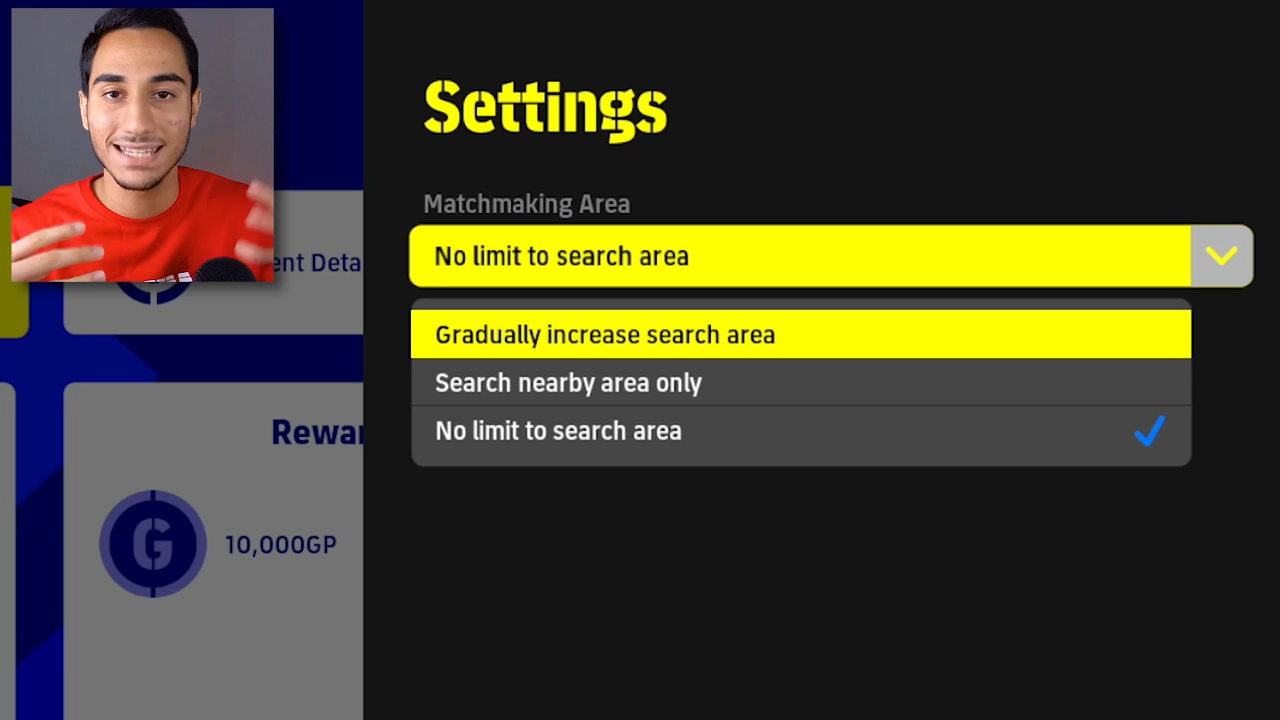 Settings
Matchmaking Area
No limit to search area
Gradually increase search area
Search nearby area only
No limit to search area
ent Deta
Rewar
G
10,000GP